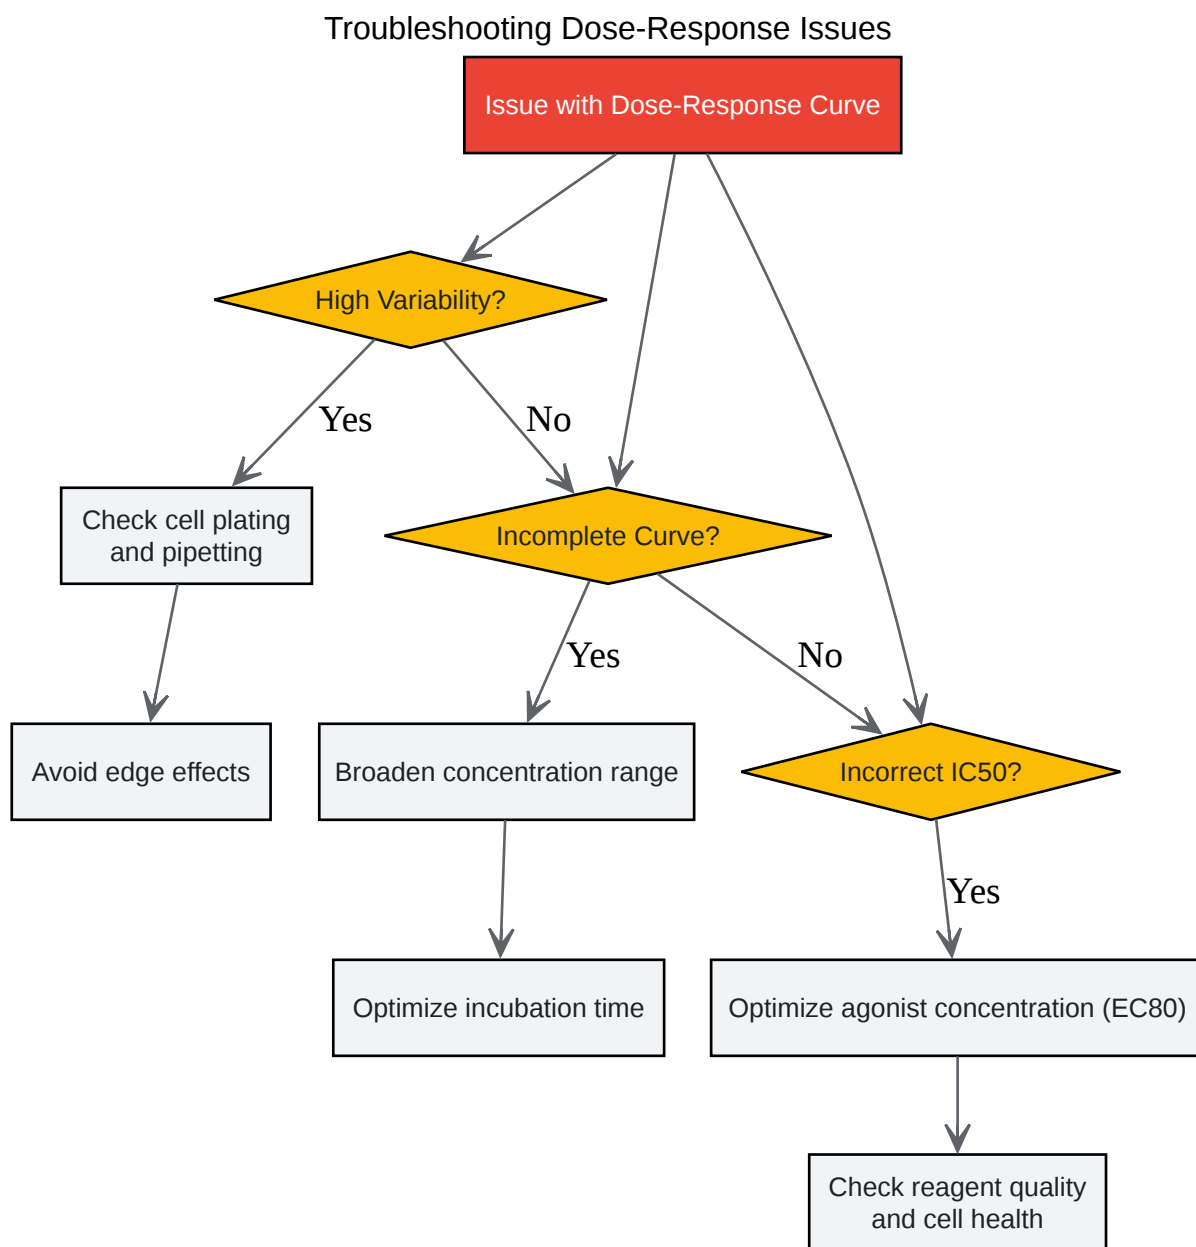 Troubleshooting Dose-Response Issues
Issue with Dose-Response Curve
High Variability?
Yes
No
Check cell plating
and pipetting
Incomplete Curve?
Yes
No
Avoid edge effects
Broaden concentration range
Incorrect IC50?
Yes
Optimize incubation time
Optimize agonist concentration (EC80)
Check reagent quality
and cell health